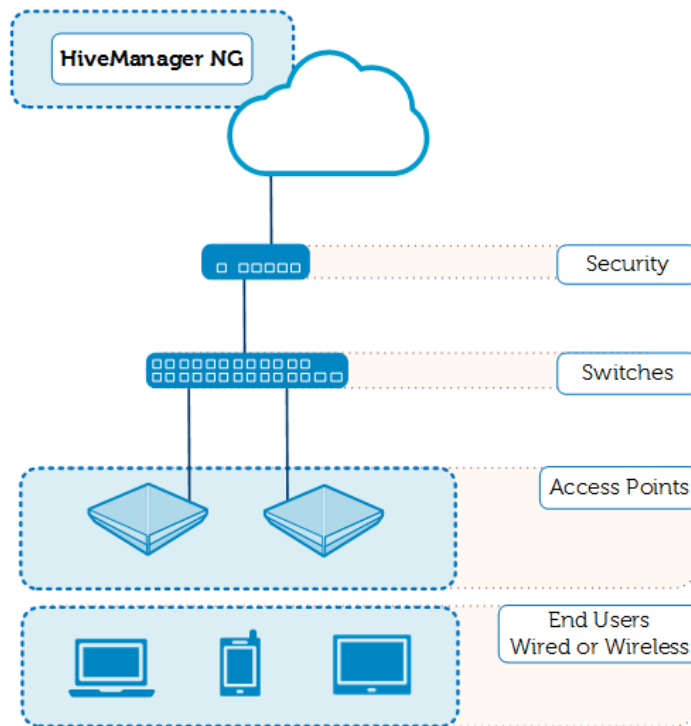 HiveManager NG
Security
Switches
Access Points
End Users
Wired or Wireless